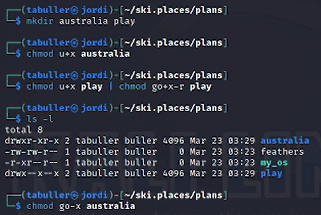 ┌──(tabuller㉿jordi)-[~/ski.places/plans]
└─$ mkdir australia play
┌──(tabuller㉿jordi)-[~/ski.places/plans]
└─$ chmod u+x australia
┌──(tabuller㉿jordi)-[~/ski.places/plans]
└─$ chmod u+x play | chmod go+x-r play
┌──(tabuller㉿jordi)-[~/ski.places/plans]
└─$ ls -l
total 8
drwxr-xr-x 2 tabuller buller 4096 Mar 23 03:29 australia
-rw-rw-r-- 1 tabuller buller    0 Mar 23 03:23 feathers
-r-xr--r-- 1 tabuller buller    0 Mar 23 03:23 my_os
drwx--x--x 2 tabuller buller 4096 Mar 23 03:29 play
┌──(tabuller㉿jordi)-[~/ski.places/plans]
└─$ chmod go-x australia